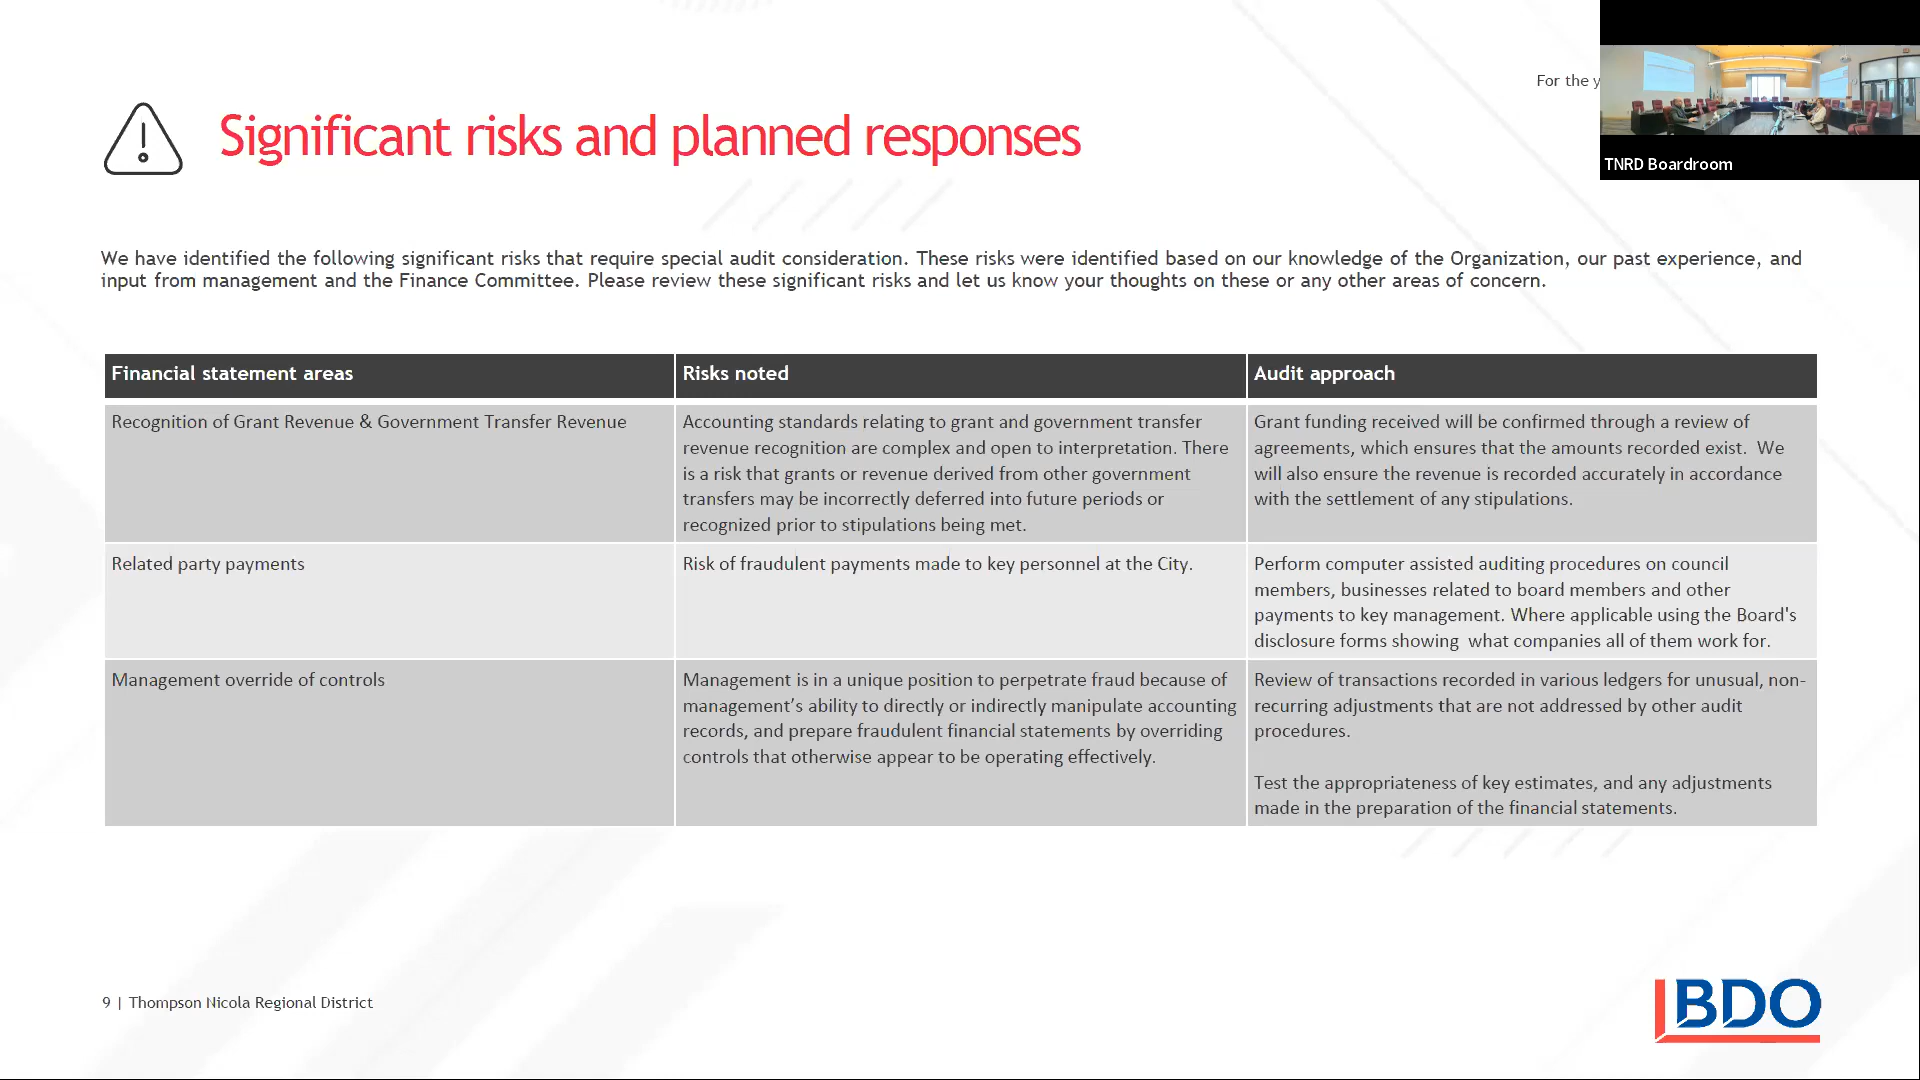 For the y
TNRD Boardroom
Significant risks and planned responses
We have identified the following significant risks that require special audit consideration. These risks were identified based on our knowledge of the Organization, our past experience, and
input from management and the Finance Committee. Please review these significant risks and let us know your thoughts on these or any other areas of concern.
Financial statement areas
Risks noted
Audit approach
Recognition of Grant Revenue & Government Transfer Revenue
Accounting standards relating to grant and government transfer
revenue recognition are complex and open to interpretation. There
is a risk that grants or revenue derived from other government
transfers may be incorrectly deferred into future periods or
recognized prior to stipulations being met.
Grant funding received will be confirmed through a review of
agreements, which ensures that the amounts recorded exist.  We
will also ensure the revenue is recorded accurately in accordance
with the settlement of any stipulations.
Related party payments
Risk of fraudulent payments made to key personnel at the City.
Perform computer assisted auditing procedures on council
members, businesses related to board members and other
payments to key management. Where applicable using the Board's
disclosure forms showing  what companies all of them work for.
Management override of controls
Management is in a unique position to perpetrate fraud because of
management’s ability to directly or indirectly manipulate accounting
records, and prepare fraudulent financial statements by overriding
controls that otherwise appear to be operating effectively.
Review of transactions recorded in various ledgers for unusual, non-
recurring adjustments that are not addressed by other audit
procedures.
Test the appropriateness of key estimates, and any adjustments
made in the preparation of the financial statements.
9 | Thompson Nicola Regional District
BDO